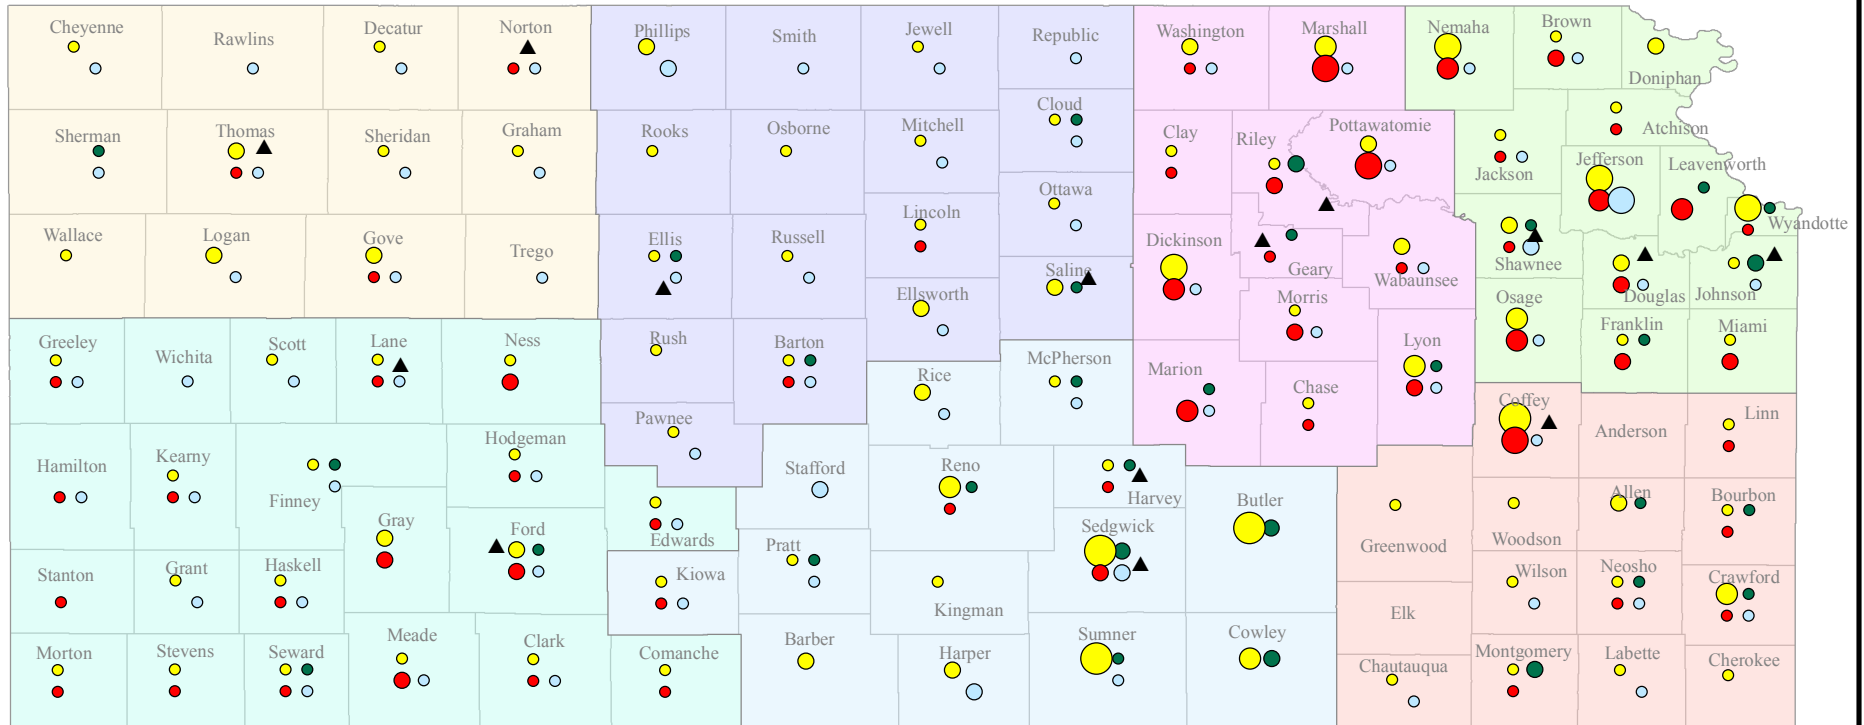 Cheyenne
Rawlins
Decatur
Norton
Phillips
Smith
Jewell
Republic
Washington
Marshall
Nemaha
Brown
Doniphan
Sherman
Thomas
Sheridan
Graham
Rooks
Osborne
Mitchell
Cloud
Clay
Riley
Pottawatomie
Jackson
Atchison
Jefferson
Leavenworth
Wyandotte
Wallace
Logan
Gove
Trego
Ellis
Russell
Lincoln
Ottawa
Saline
Ellsworth
Dickinson
Geary
Morris
Wabaunsee
Shawnee
Osage
Douglas
Johnson
Franklin
Miami
Greeley
Wichita
Scott
Lane
Ness
Rush
Barton
Rice
McPherson
Marion
Chase
Lyon
Coffey
Anderson
Linn
Hamilton
Kearny
Finney
Hodgeman
Pawnee
Stafford
Reno
Harvey
Butler
Greenwood
Woodson
Allen
Bourbon
Gray
Ford
Edwards
Pratt
Sedgwick
Stanton
Grant
Haskell
Kiowa
Kingman
Elk
Wilson
Neosho
Crawford
Morton
Stevens
Seward
Meade
Clark
Comanche
Barber
Harper
Sumner
Cowley
Chautauqua
Montgomery
Labette
Cherokee